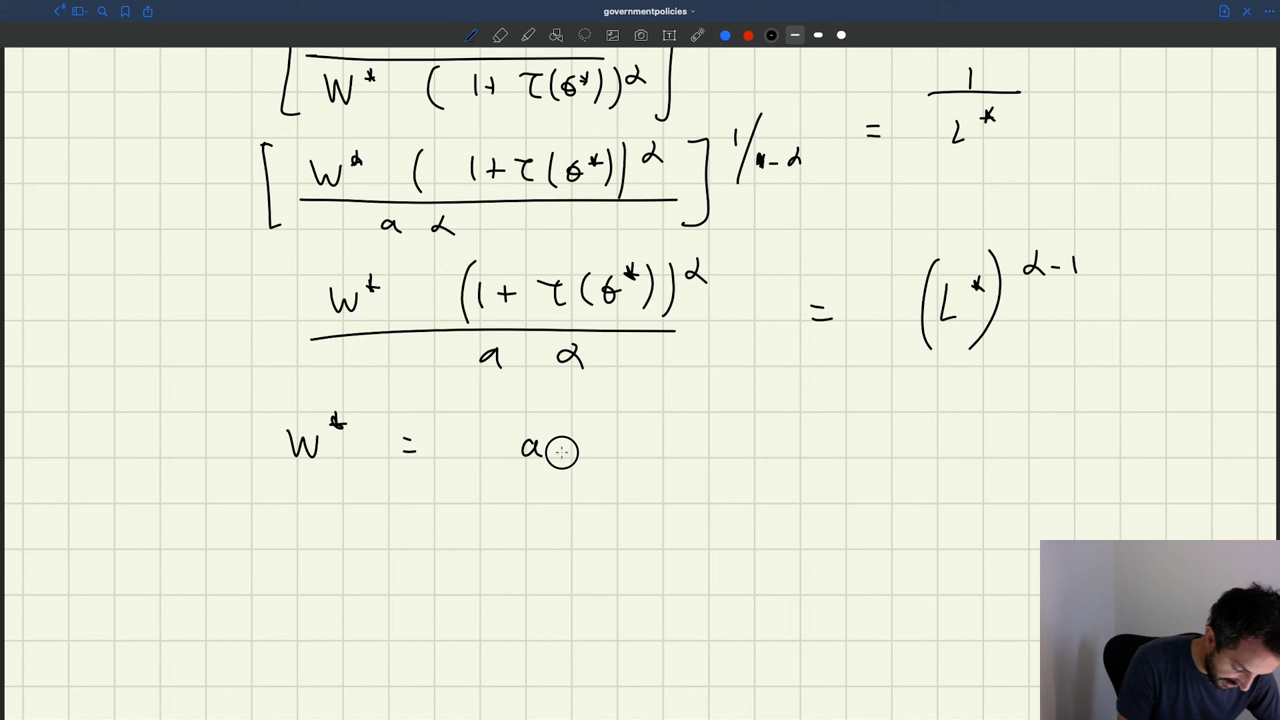 governmentpolicies
W* ( 1+ τ(θ*))^α
1
[ W* ( 1+τ(θ*))^α ] 1/1-α = L*
a α
W* (1+ τ(θ*))^α = (L*)^α-1
a α
W* = a